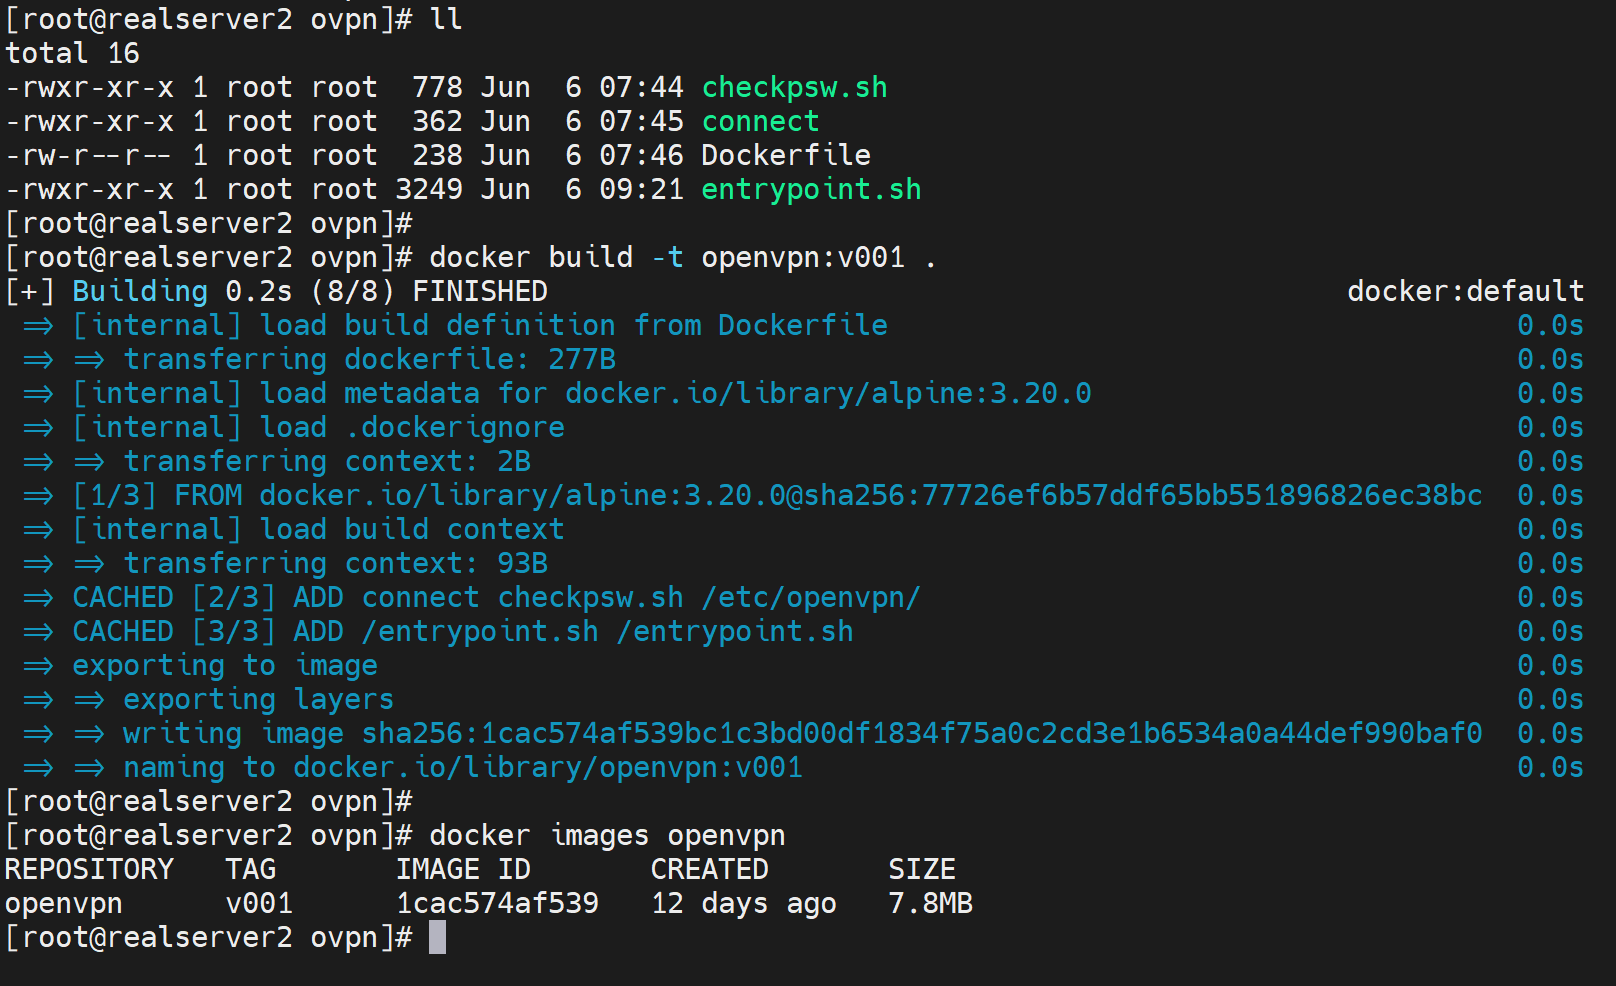 [root@realserver2 ovpn]# ll
total 16
-rwxr-xr-x 1 root root  778 Jun  6 07:44 checkpsw.sh
-rwxr-xr-x 1 root root  362 Jun  6 07:45 connect
-rw-r--r-- 1 root root  238 Jun  6 07:46 Dockerfile
-rwxr-xr-x 1 root root 3249 Jun  6 09:21 entrypoint.sh
[root@realserver2 ovpn]#
[root@realserver2 ovpn]# docker build -t openvpn:v001 .
[+] Building 0.2s (8/8) FINISHED docker:default
=> [internal] load build definition from Dockerfile 0.0s
=> => transferring dockerfile: 277B 0.0s
=> [internal] load metadata for docker.io/library/alpine:3.20.0 0.0s
=> [internal] load .dockerignore 0.0s
=> => transferring context: 2B 0.0s
=> [1/3] FROM docker.io/library/alpine:3.20.0@sha256:77726ef6b57ddf65bb551896826ec38bc 0.0s
=> [internal] load build context 0.0s
=> => transferring context: 93B 0.0s
=> CACHED [2/3] ADD connect checkpsw.sh /etc/openvpn/ 0.0s
=> CACHED [3/3] ADD /entrypoint.sh /entrypoint.sh 0.0s
=> exporting to image 0.0s
=> => exporting layers 0.0s
=> => writing image sha256:1cac574af539bc1c3bd00df1834f75a0c2cd3e1b6534a0a44def990baf0 0.0s
=> => naming to docker.io/library/openvpn:v001 0.0s
[root@realserver2 ovpn]#
[root@realserver2 ovpn]# docker images openvpn
REPOSITORY   TAG       IMAGE ID       CREATED       SIZE
openvpn      v001      1cac574af539   12 days ago   7.8MB
[root@realserver2 ovpn]#